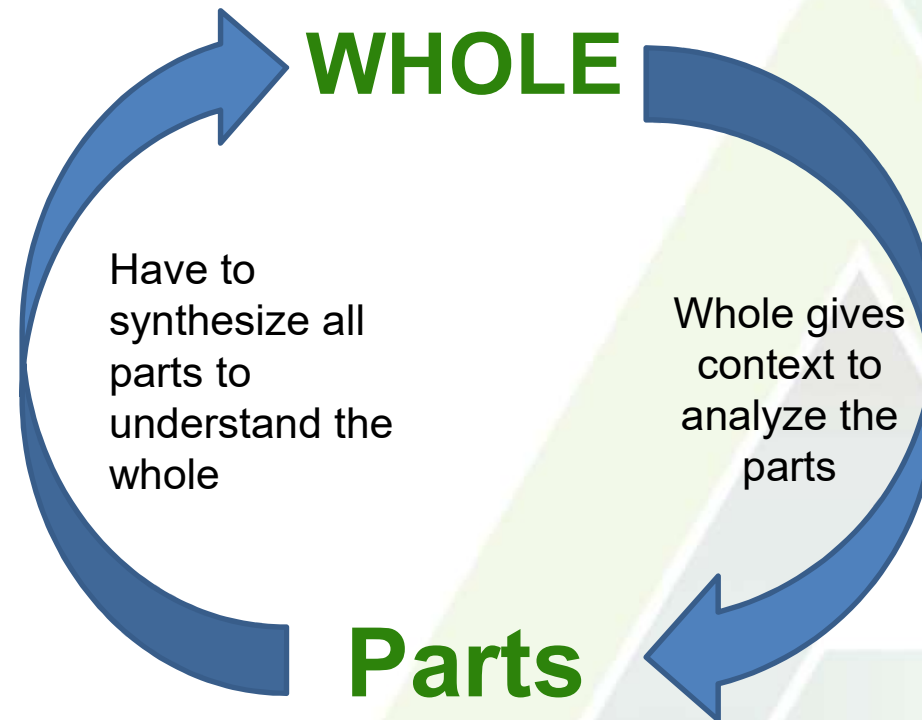 WHOLE
Have to
synthesize all
parts to
understand the
whole
Whole gives
context to
analyze the
parts
Parts